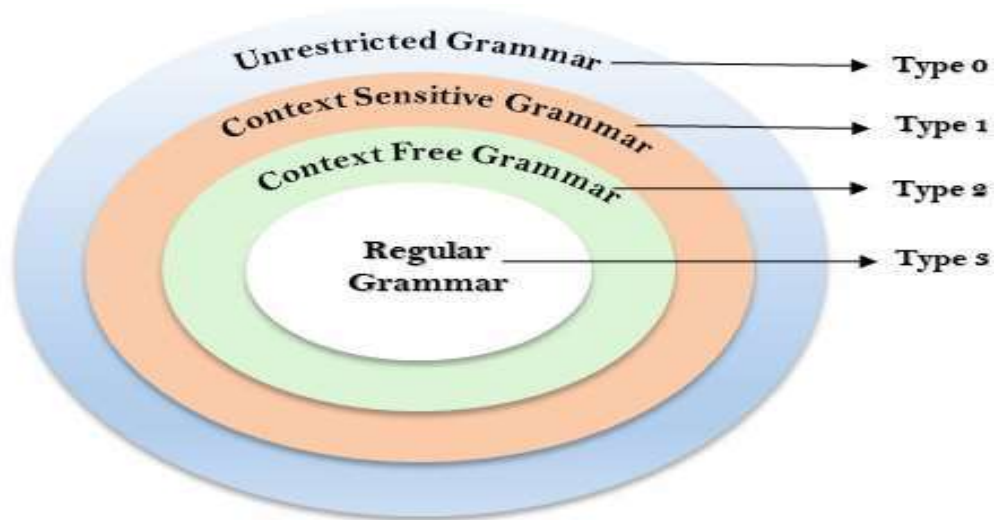 Unrestricted Grammar
Type 0
Context Sensitive Grammar
Type 1
Context Free Grammar
Type 2
Regular
Grammar
Type 3